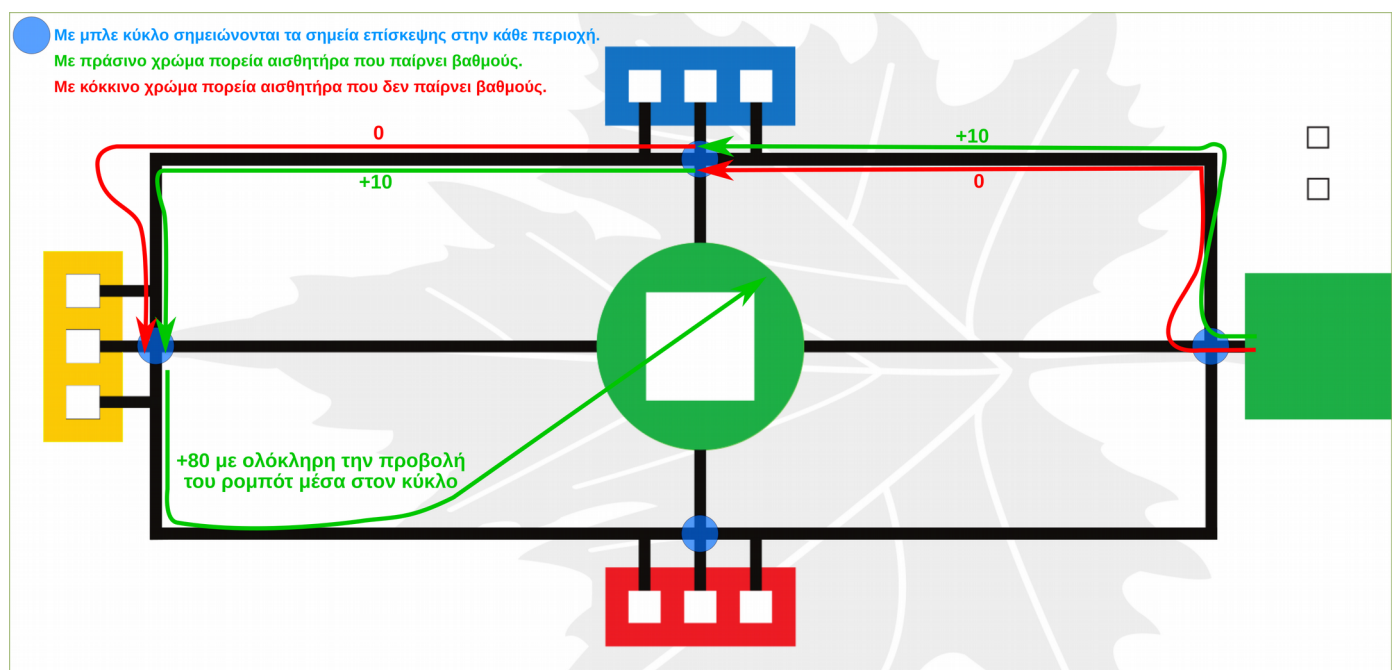 Με μπλε κύκλο σημειώνονται τα σημεία επίσκεψης στην κάθε περιοχή.
Με πράσινο χρώμα πορεία αισθητήρα που παίρνει βαθμούς.
Με κόκκινο χρώμα πορεία αισθητήρα που δεν παίρνει βαθμούς.
0
+10
+10
0
+80 με ολόκληρη την προβολή
του ρομπότ μέσα στον κύκλο